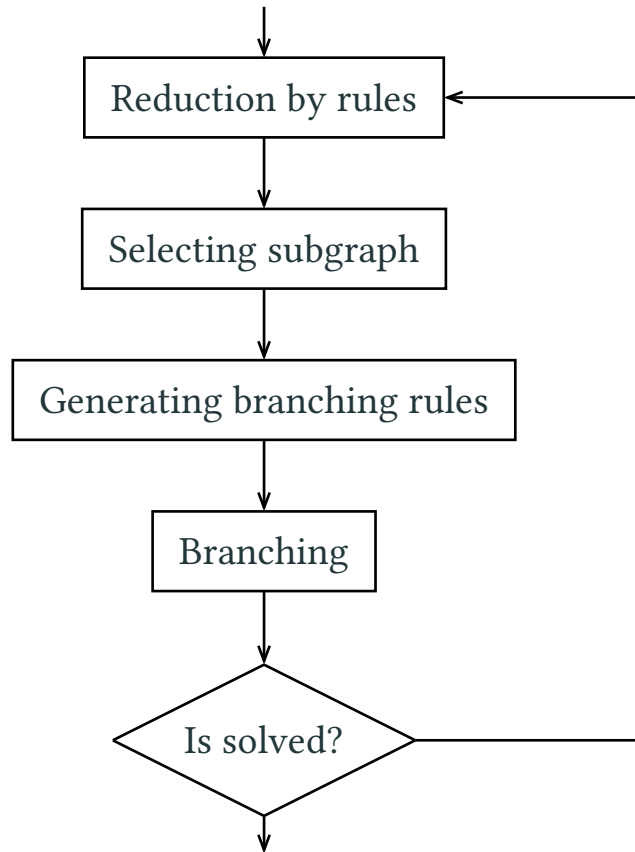 Reduction by rules
Selecting subgraph
Generating branching rules
Branching
Is solved?